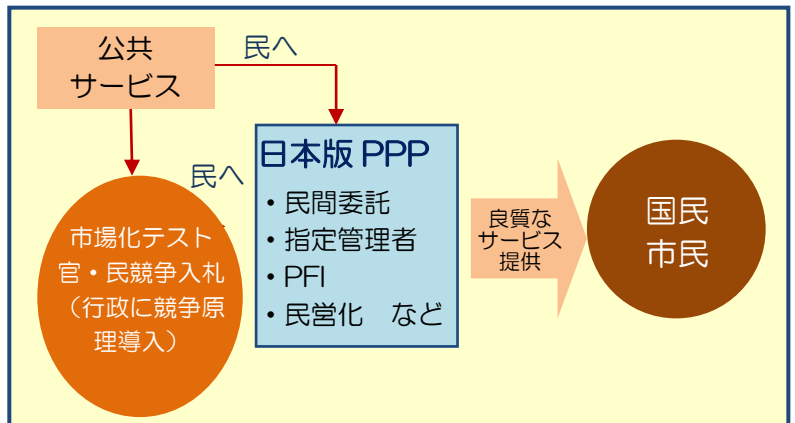 公共
サービス
民へ
民へ
市場化テスト
官・民競争入札
（行政に競争原
理導入）
日本版 PPP
・民間委託
・指定管理者
・PFI
・民営化　など
良質な
サービス
提供
国民
市民